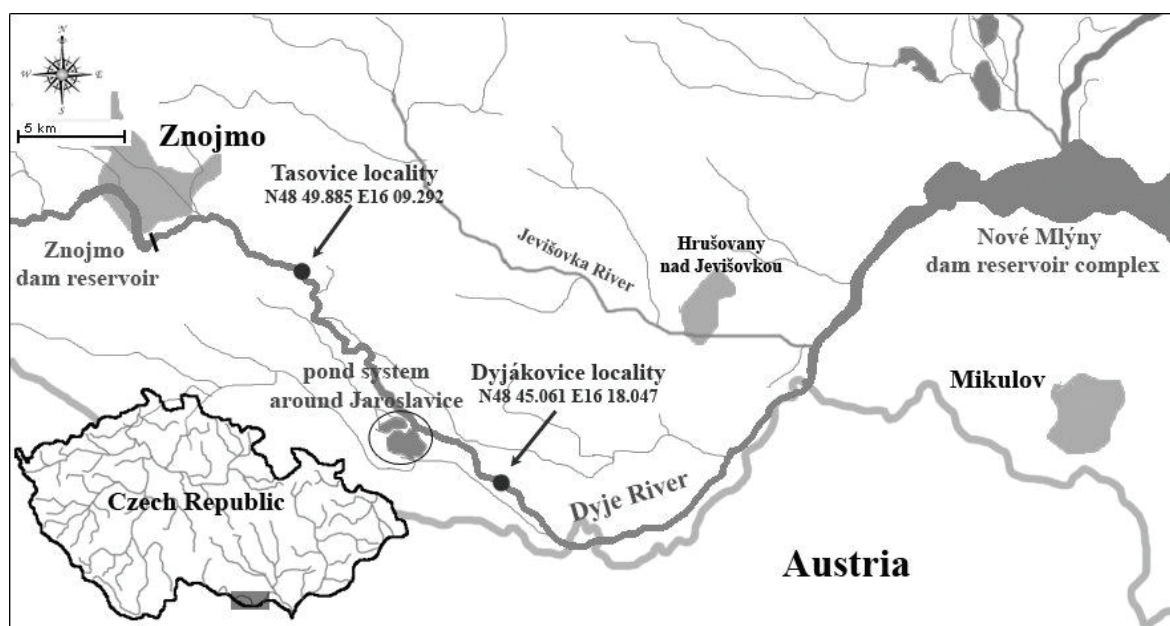 N
W
E
S
5 km
Znojmo
Tasovice locality
N48 49.885 E16 09.292
Znojmo
dam reservoir
Jevišovka River
Hrušovany
nad Jevišovkou
Nové Mlýny
dam reservoir complex
pond system
around Jaroslavice
Dyjákovice locality
N48 45.061 E16 18.047
Mikulov
Czech Republic
Dyje River
Austria